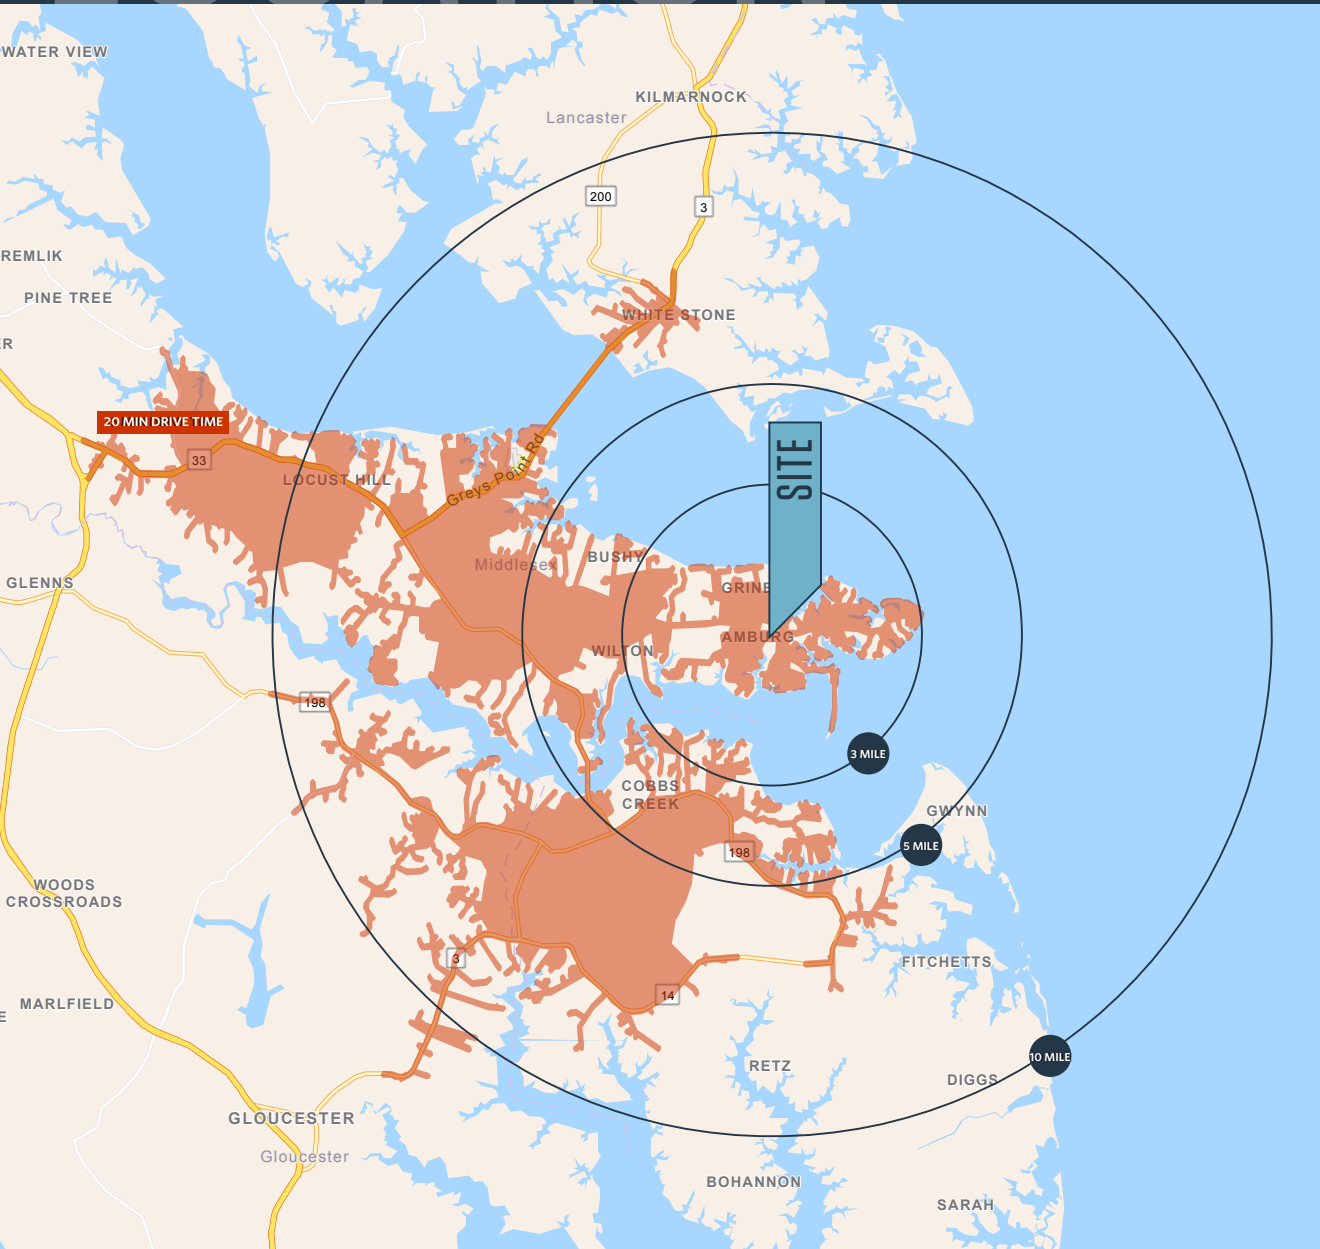 WATER VIEW
KILMARNOCK
Lancaster
200
3
REMLIK
PINE TREE
WHITE STONE
20 MIN DRIVE TIME
33
LOCUST HILL
Greys Point Rd
SITE
Middlesex
BUSHY
GLENNS
GRINE
AMBURG
WILTON
198
3 MILE
COBBS
CREEK
GWYNN
5 MILE
198
WOODS
CROSSROADS
3
FITCHETTS
14
MARLFIELD
10 MILE
RETZ
DIGGS
GLOUCESTER
Gloucester
BOHANNON
SARAH